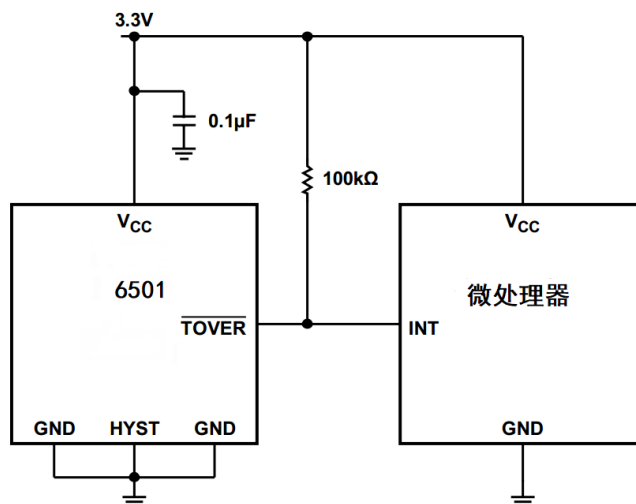 3.3V
0.1µF
100kΩ
VCC
VCC
6501
微处理器
TOVER
INT
GND HYST GND
GND